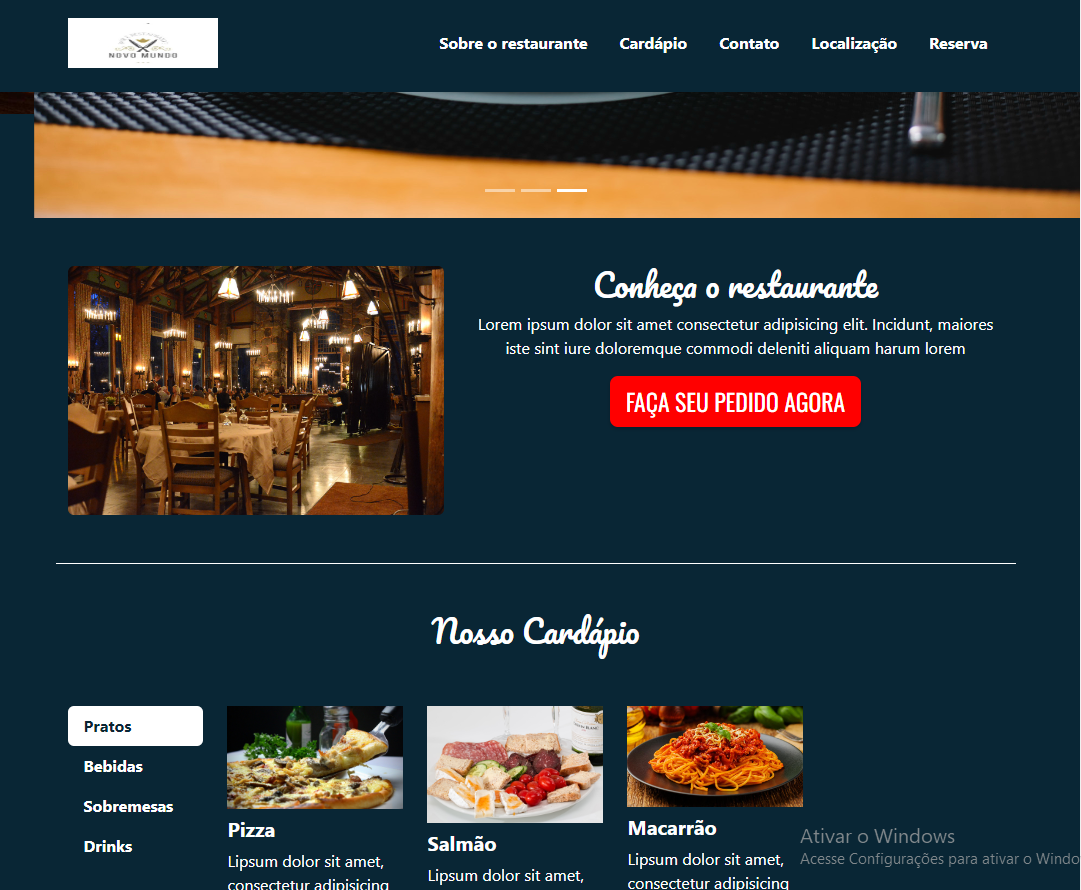 NOVO MUNDO
Sobre o restaurante
Cardápio
Contato
Localização
Reserva
Conheça o restaurante
Lorem ipsum dolor sit amet consectetur adipisicing elit. Incidunt, maiores
iste sint iure doloremque commodi deleniti aliquam harum lorem
FAÇA SEU PEDIDO AGORA
Nosso Cardápio
Pratos
Bebidas
Sobremesas
Drinks
Pizza
Lipsum dolor sit amet,
consectetur adipisicing
Salmão
Lipsum dolor sit amet,
Macarrão
Lipsum dolor sit amet,
consectetur adipisicing
Ativar o Windows
Acesse Configurações para ativar o Windo